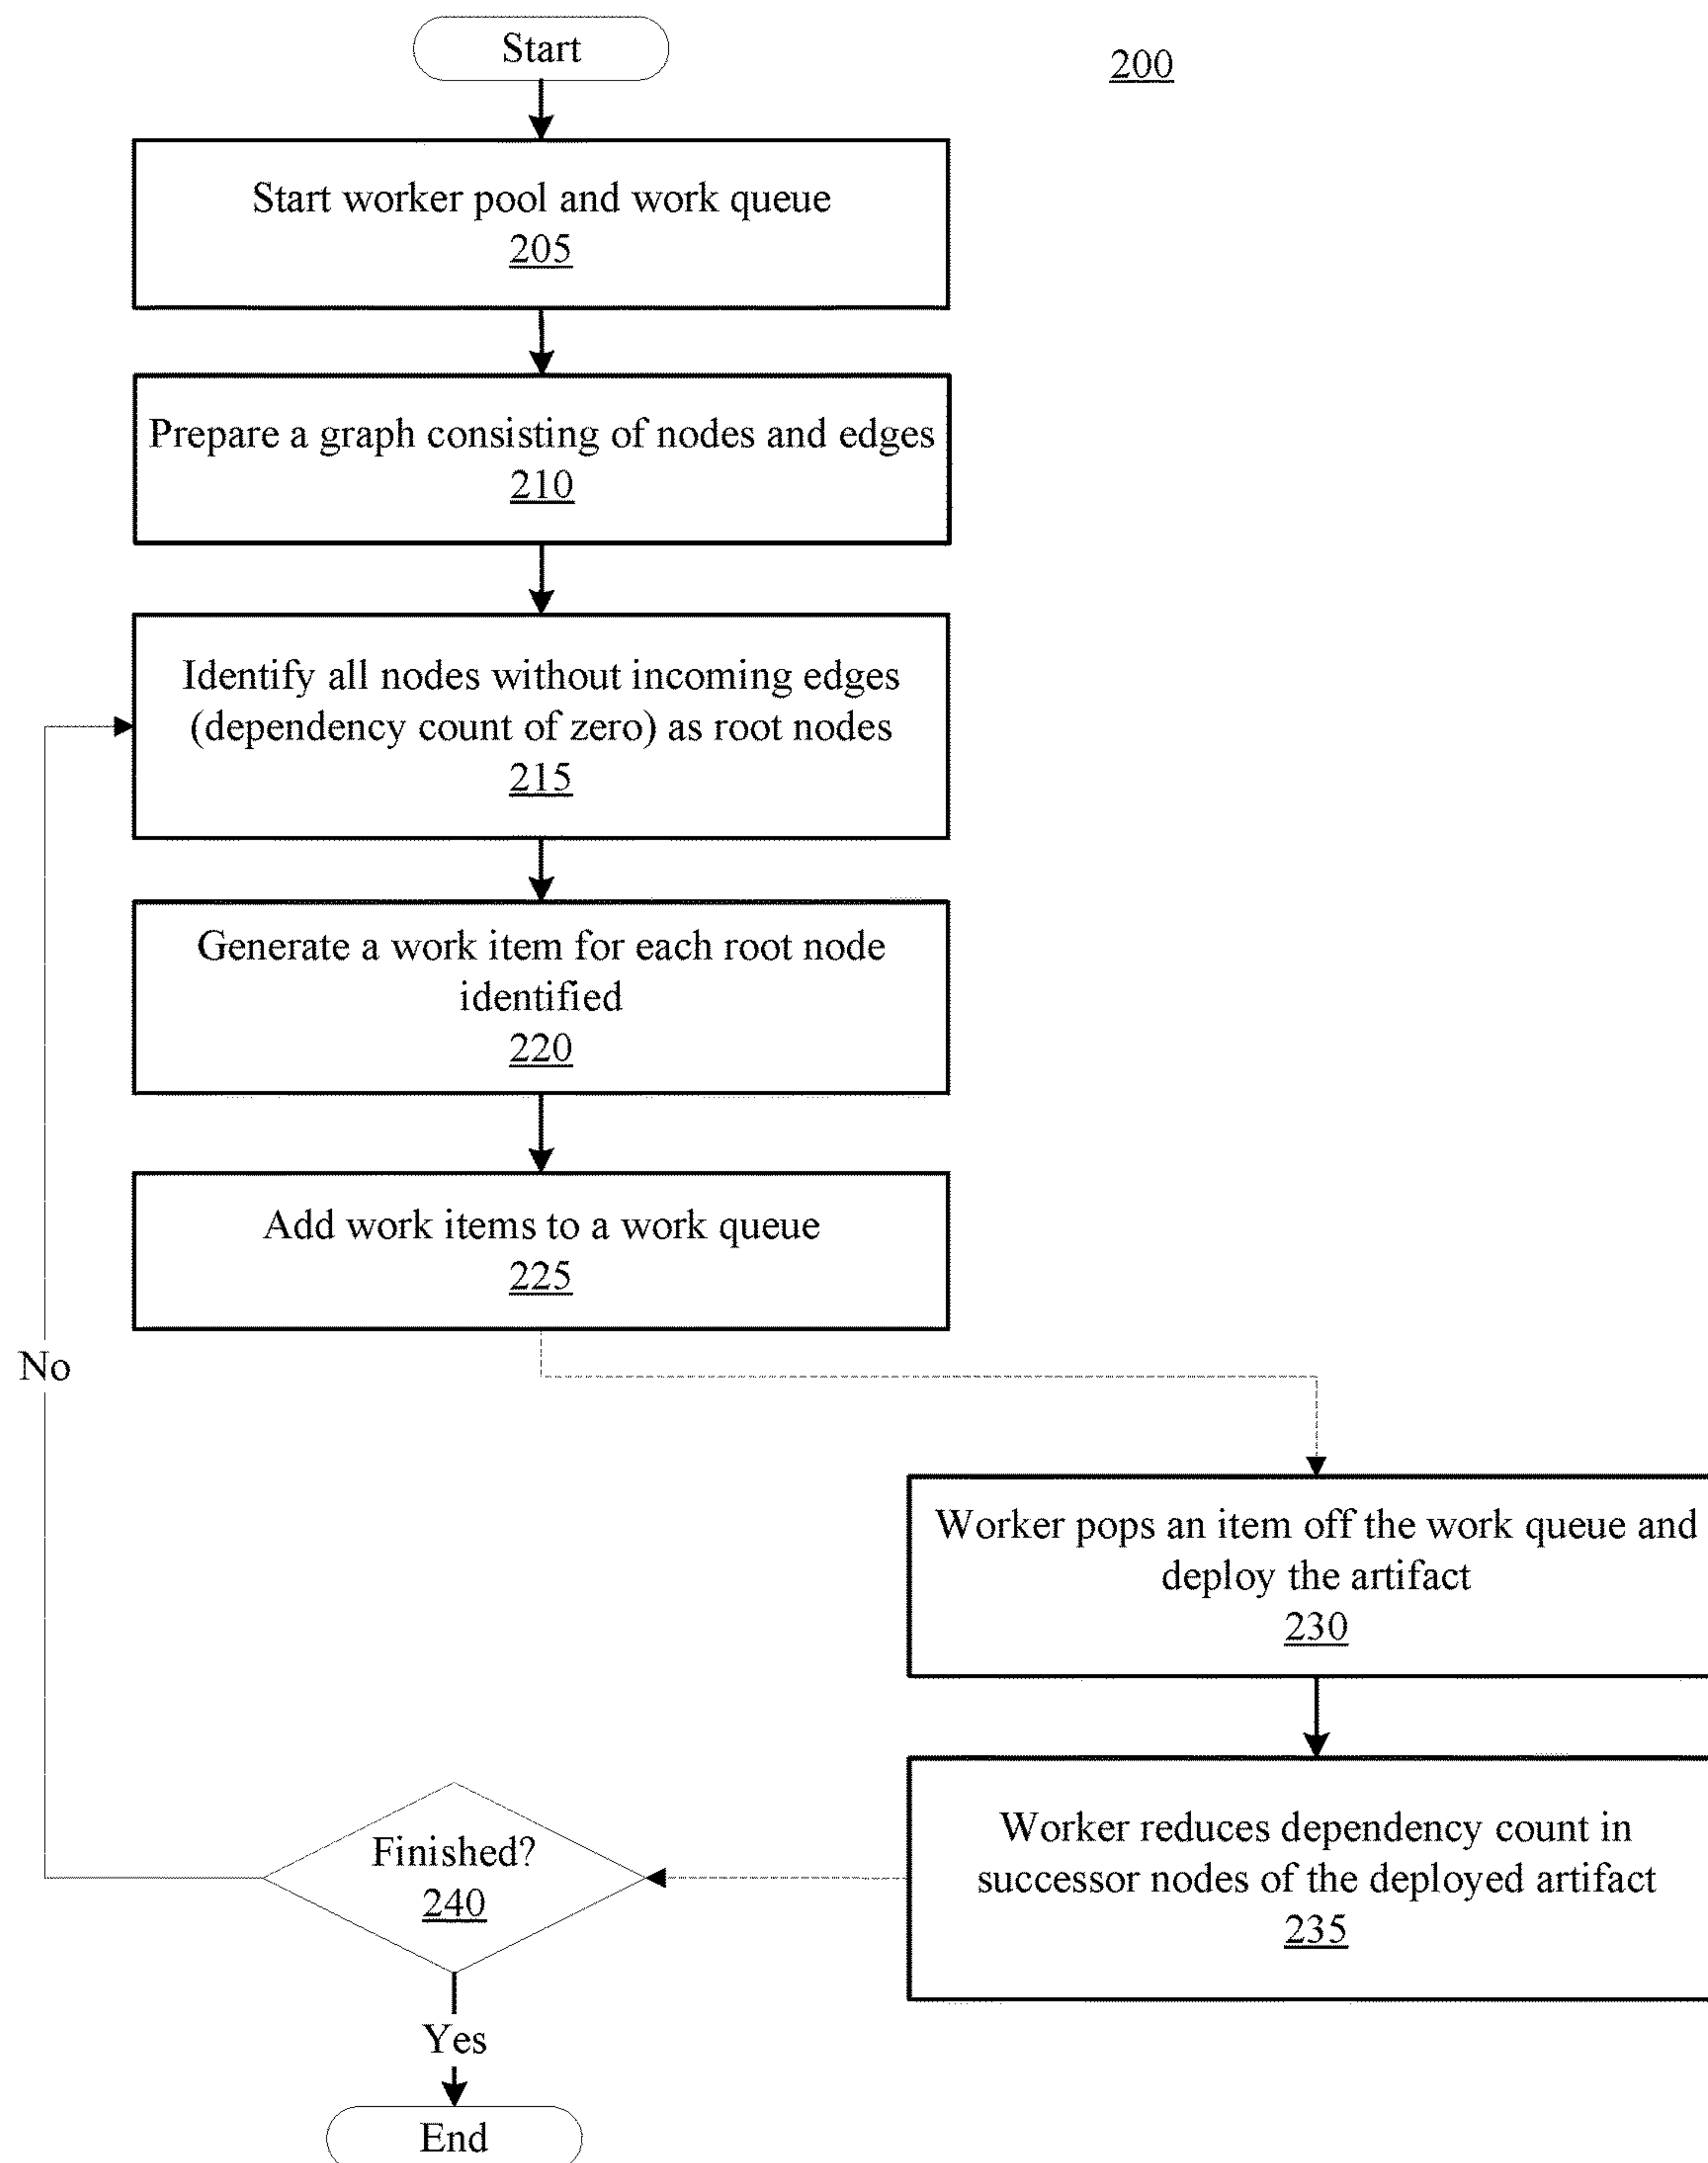 Start
200
Start worker pool and work queue
205
Prepare a graph consisting of nodes and edges
210
Identify all nodes without incoming edges
(dependency count of zero) as root nodes
215
Generate a work item for each root node
identified
220
Add work items to a work queue
225
No
Worker pops an item off the work queue and
deploy the artifact
230
Worker reduces dependency count in
successor nodes of the deployed artifact
235
Finished?
240
Yes
End